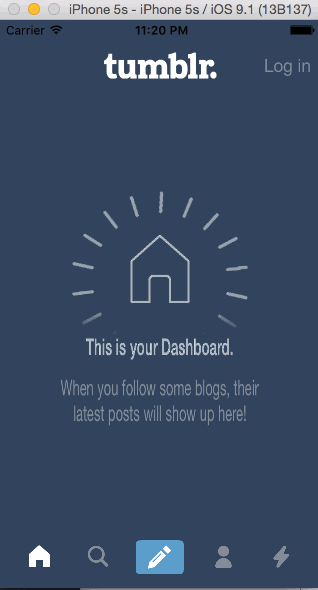 iPhone 5s - iPhone 5s / iOS 9.1 (13B137)
Carrier 11:20 PM
tumblr. Log in
This is your Dashboard.
When you follow some blogs, their
latest posts will show up here!